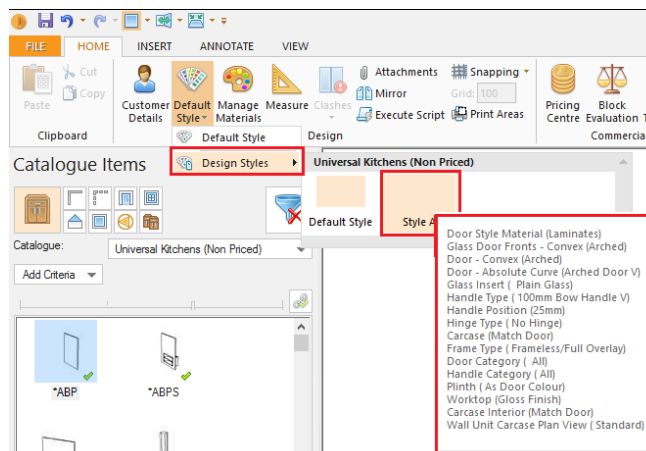 FILE HOME INSERT ANNOTATE VIEW
Cut
Copy
Paste
Customer Details
Default Style
Manage Materials
Measure
Clashes
Attachments
Mirror
Execute Script
Snapping
Grid: 100
Print Areas
Pricing Centre
Block Evaluation
Clipboard
Default Style
Design
Commercia
Design Styles
Universal Kitchens (Non Priced)
Default Style
Style A
Catalogue Items
Catalogue: Universal Kitchens (Non Priced)
Add Criteria
*ABP *ABPS
Door Style Material (Laminates)
Glass Door Fronts - Convex (Arched)
Door - Convex (Arched)
Door - Absolute Curve (Arched Door V)
Glass Insert ( Plain Glass)
Handle Type ( 100mm Bow Handle V)
Handle Position (25mm)
Hinge Type ( No Hinge)
Carcase (Match Door)
Frame Type ( Frameless/Full Overlay)
Door Category ( All)
Handle Category ( All)
Plinth ( As Door Colour)
Worktop (Gloss Finish)
Carcase Interior (Match Door)
Wall Unit Carcase Plan View ( Standard)